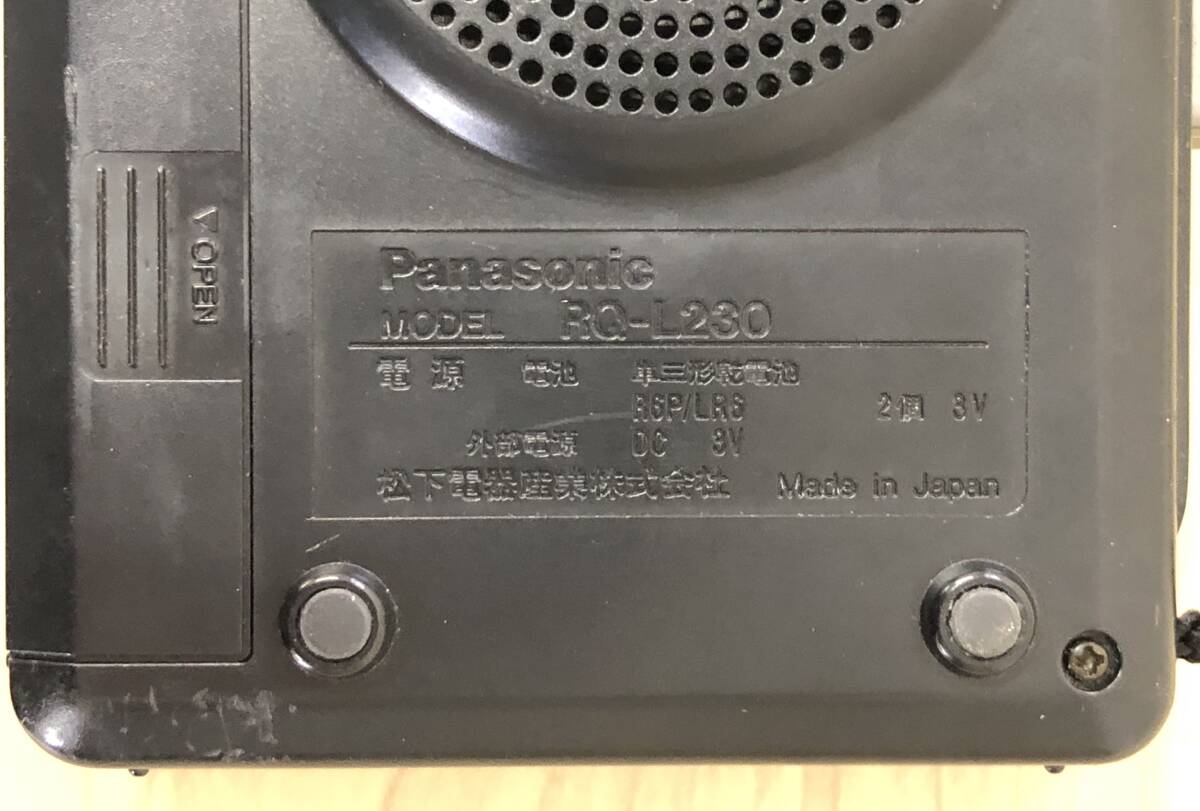 ▽OPEN
Panasonic
MODEL RQ-L230
電源 電池 単三形乾電池
R6P/LR6 2個 3V
外部電源 DC 3V
松下電器産業株式会社 Made in Japan